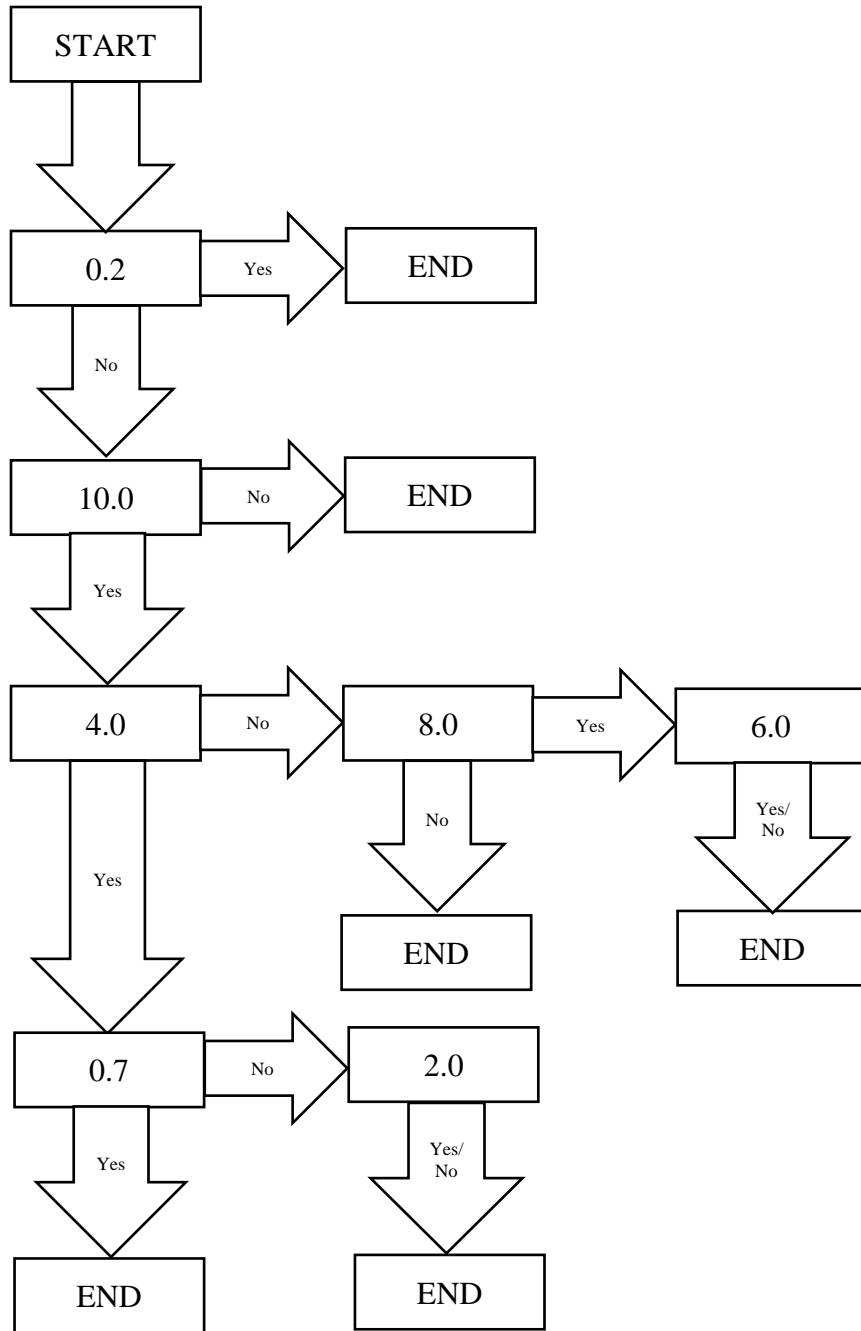 START
0.2
Yes
END
No
10.0
No
END
Yes
4.0
No
8.0
Yes
6.0
Yes
No
Yes/
No
END
END
0.7
No
2.0
Yes
Yes/
No
END
END